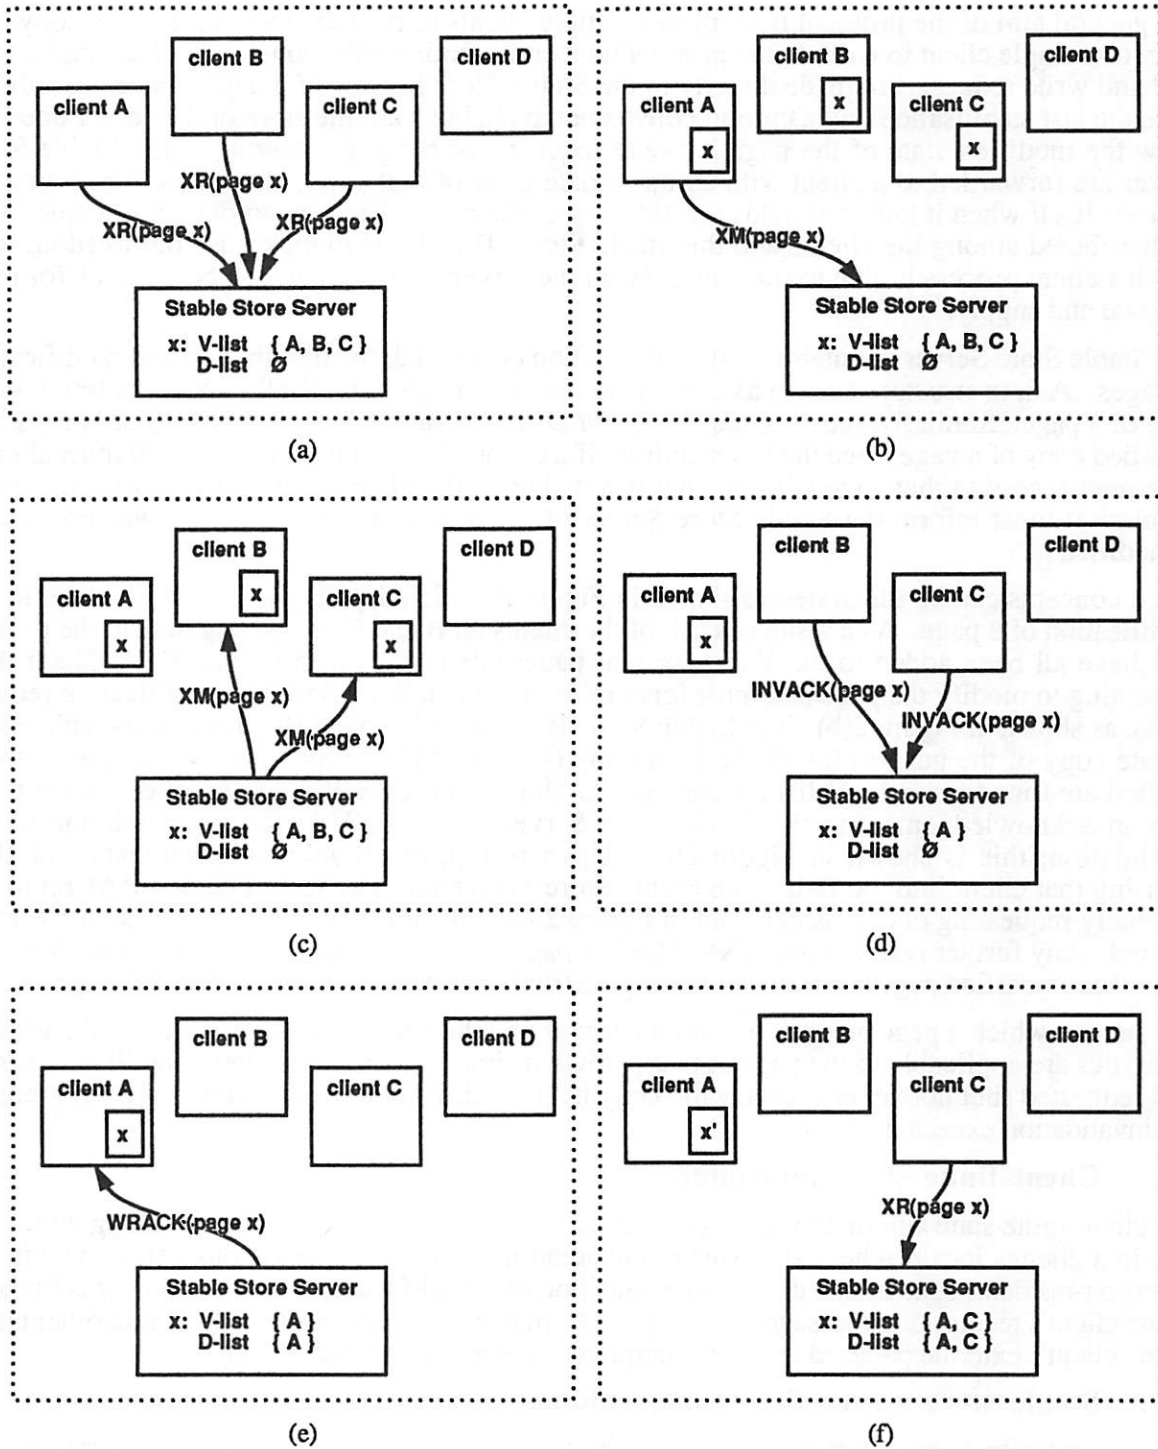 client B
client D
client A
client C
XR(page x)
XR(page x)
XR(page x)
Stable Store Server
x: V-list { A, B, C }
D-list Ø
(a)
client B
client D
x
client A
client C
x
x
XM(page x)
Stable Store Server
x: V-list { A, B, C }
D-list Ø
(b)
client B
client D
x
client A
client C
x
x
XM(page x)
XM(page x)
Stable Store Server
x: V-list { A, B, C }
D-list Ø
(c)
client B
client D
client A
client C
x
INVACK(page x)
INVACK(page x)
Stable Store Server
x: V-list { A }
D-list Ø
(d)
client B
client D
client A
client C
x
WRACK(page x)
Stable Store Server
x: V-list { A }
D-list { A }
(e)
client B
client D
client A
client C
x'
XR(page x)
Stable Store Server
x: V-list { A, C }
D-list { A, C }
(f)